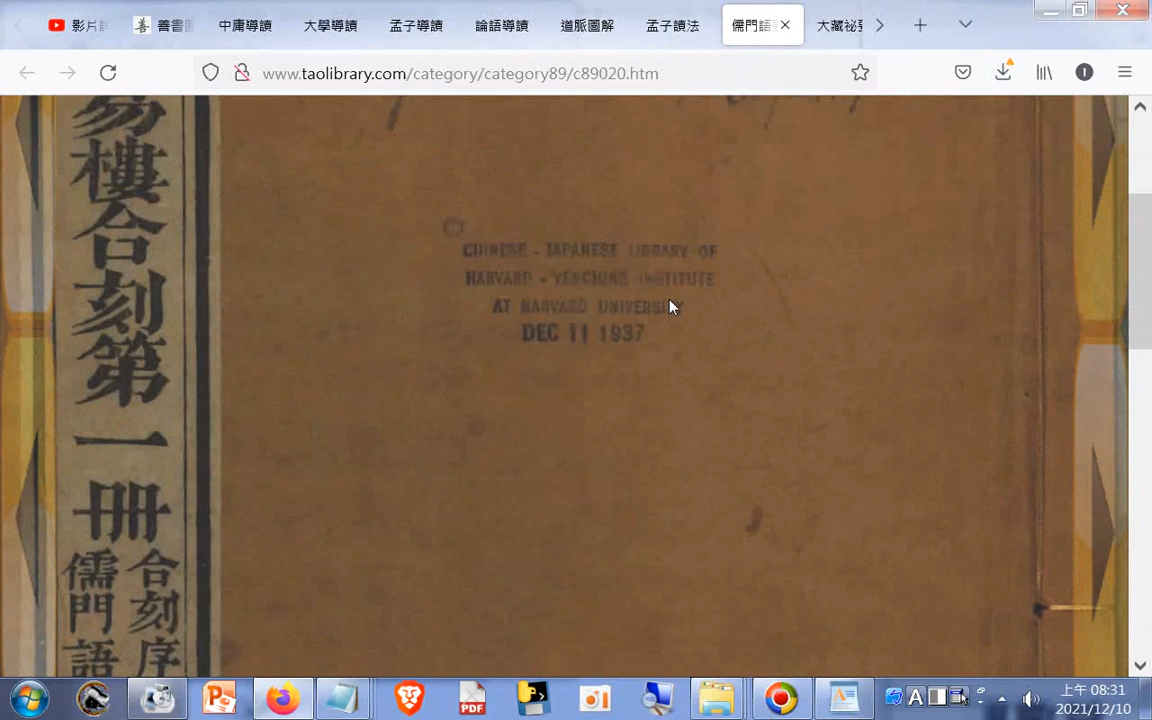 影片
善書
中庸導讀
大學導讀
孟子導讀
論語導讀
道脈圖解
孟子讀法
儒門語
大藏祕
www.taolibrary.com/category/category89/c89020.htm
易樓合刻第一冊
合刻序
儒門語
CHINESE - JAPANESE LIBRARY OF
HARVARD - YENCHING INSTITUTE
AT HARVARD UNIVERSITY
DEC 11 1937
PDF
A
上午 08:31
2021/12/10